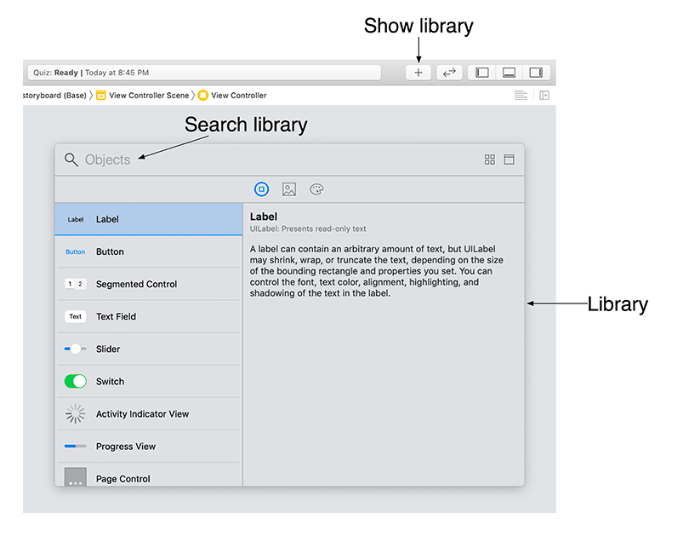 Show library
Quiz: Ready | Today at 8:45 PM
storyboard (Base) 〉 View Controller Scene 〉 View Controller
Search library
Objects
Label Label
Button Button
1 2 Segmented Control
Text Text Field
Slider
Switch
Activity Indicator View
Progress View
Page Control
Label
UILabel: Presents read-only text
A label can contain an arbitrary amount of text, but UILabel
may shrink, wrap, or truncate the text, depending on the size
of the bounding rectangle and properties you set. You can
control the font, text color, alignment, highlighting, and
shadowing of the text in the label.
Library